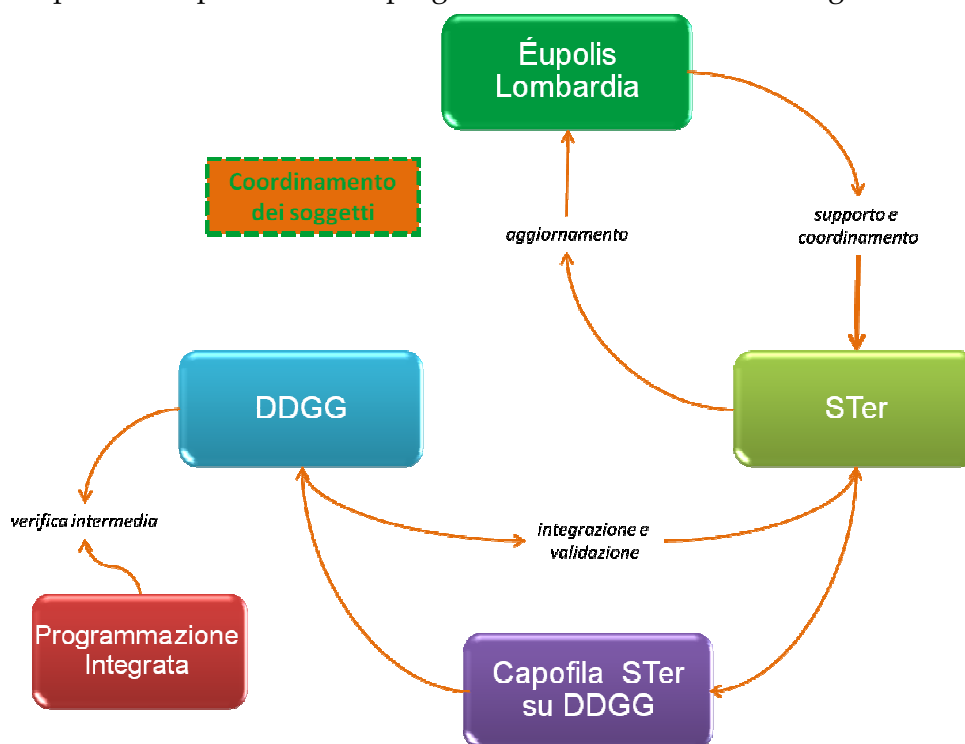 Éupolis
Lombardia
Coordinamento
dei soggetti
aggiornamento
supporto e
coordinamento
DDGG
STer
verifica intermedia
integrazione e
validazione
Programmazione
Integrata
Capofila STer
su DDGG